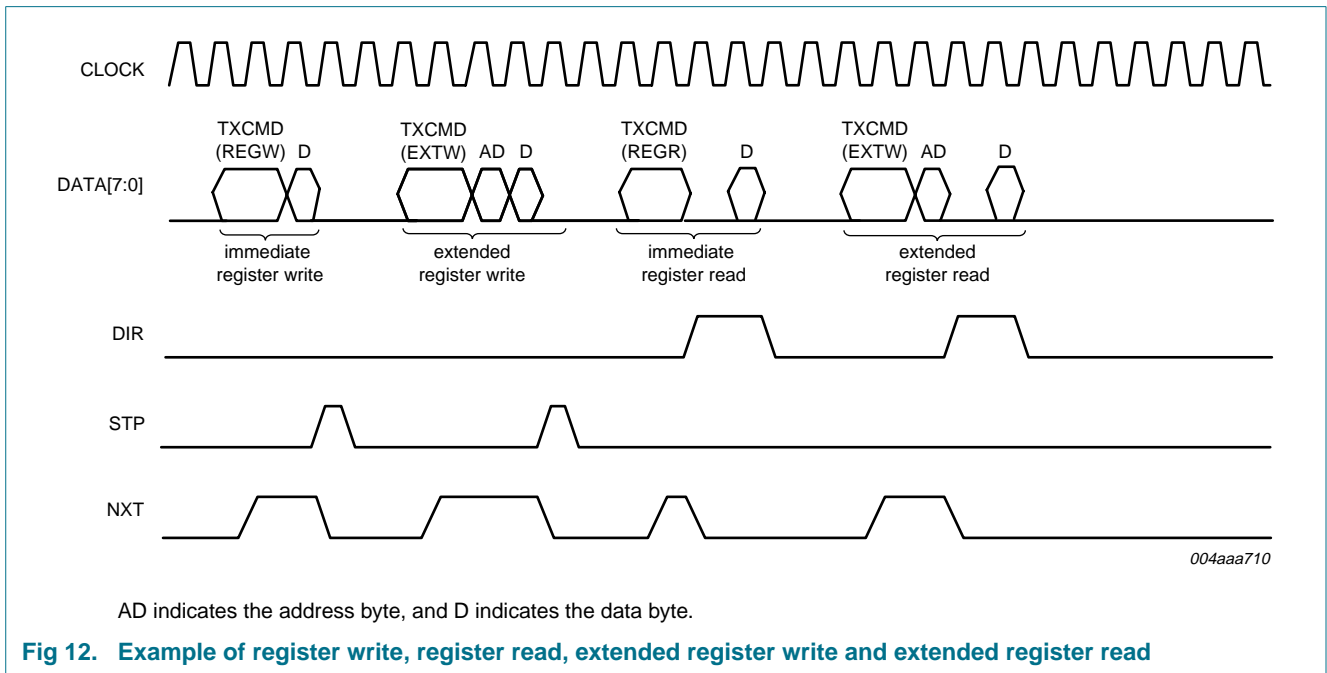 CLOCK
TXCMD TXCMD TXCMD TXCMD
(REGW) D (EXTW) AD D (REGR) D (EXTW) AD D
DATA[7:0]
immediate extended immediate extended
register write register write register read register read
DIR
STP
NXT
004aaa710
AD indicates the address byte, and D indicates the data byte.
Fig 12. Example of register write, register read, extended register write and extended register read